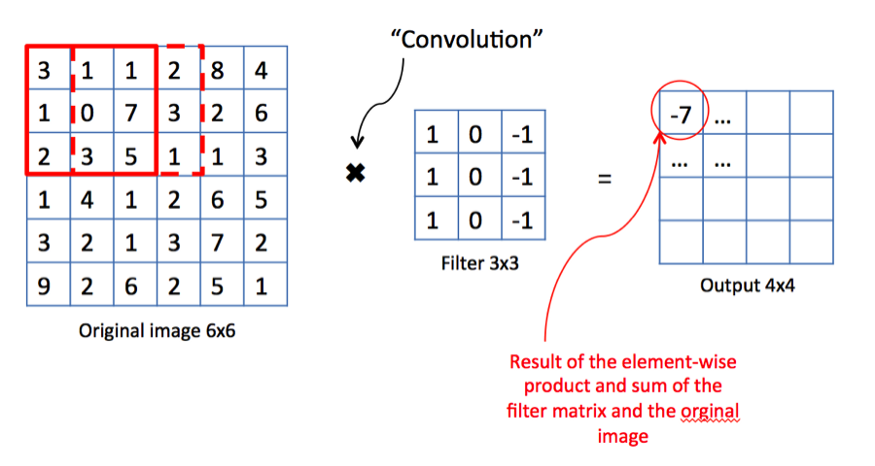 “Convolution”
3 1 1 2 8 4
1 0 7 3 2 6
2 3 5 1 1 3
1 4 1 2 6 5
3 2 1 3 7 2
9 2 6 2 5 1
Original image 6x6
✖
1 0 -1
1 0 -1
1 0 -1
Filter 3x3
=
-7 ...
... ...
Output 4x4
Result of the element-wise
product and sum of the
filter matrix and the orginal
image